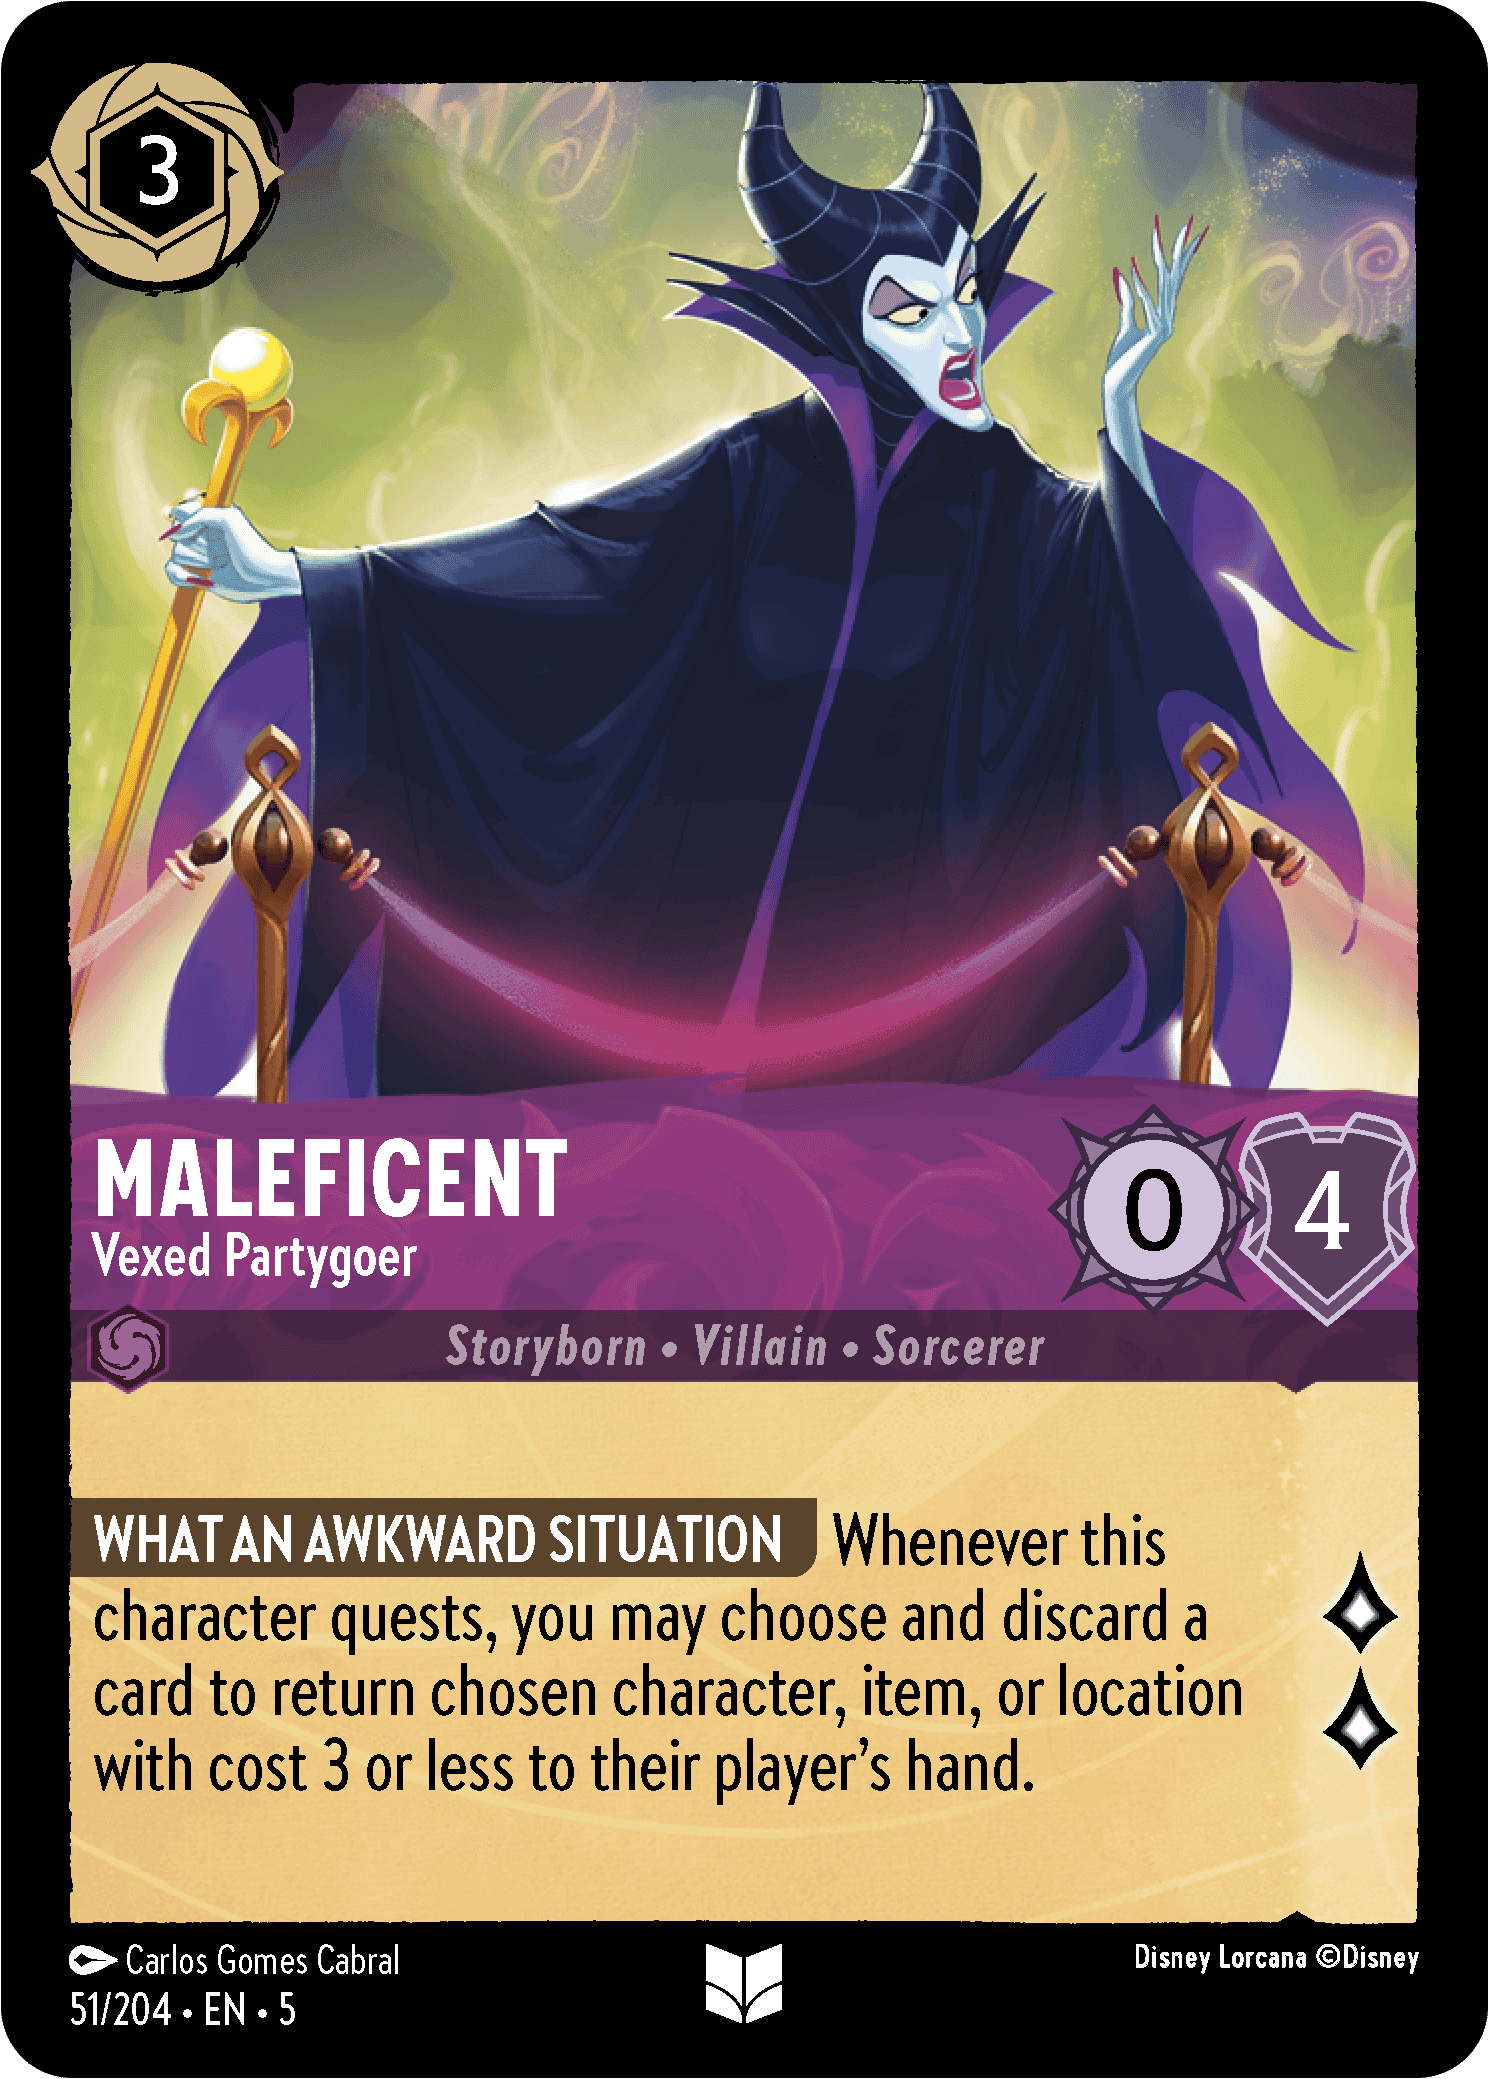 3
MALEFICENT
Vexed Partygoer
0
4
Storyborn • Villain • Sorcerer
WHAT AN AWKWARD SITUATION Whenever this
character quests, you may choose and discard a
card to return chosen character, item, or location
with cost 3 or less to their player’s hand.
Carlos Gomes Cabral
Disney Lorcana ©Disney
51/204 • EN • 5